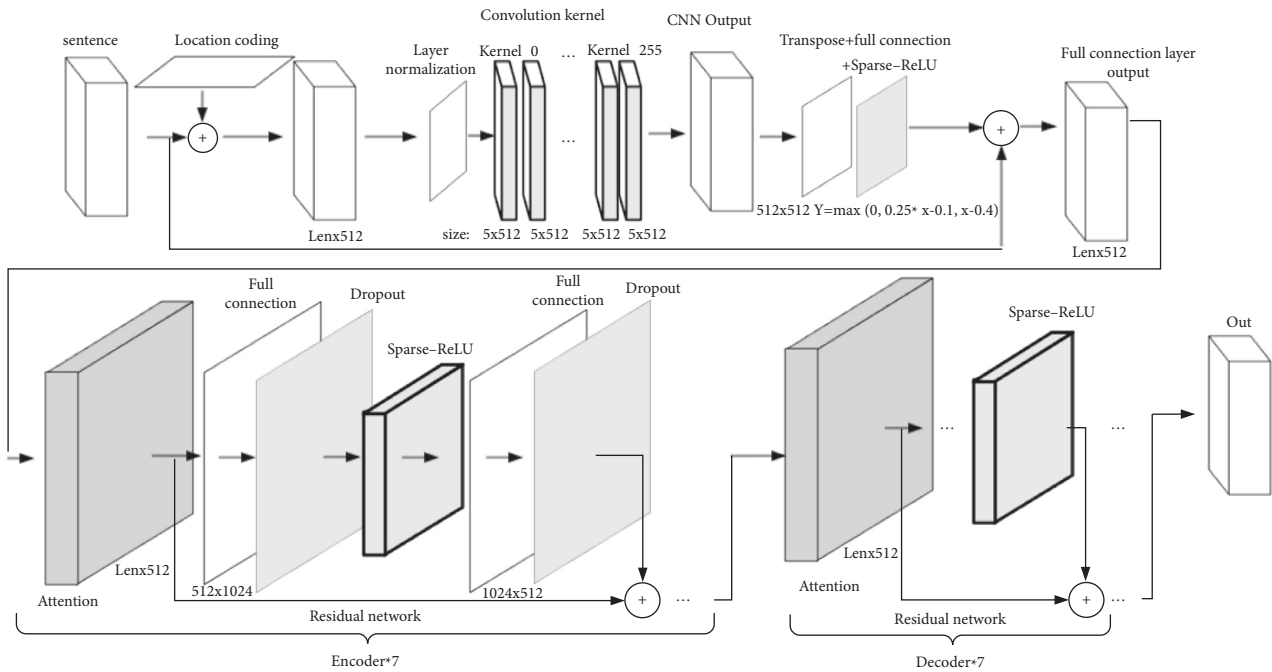 Convolution kernel
CNN Output
sentence
Location coding
Layer
normalization
Kernel 0 ... Kernel 255
Transpose+full connection
+Sparse–ReLU
Full connection layer
output
+
...
+
Lenx512
size: 5x512 5x512 5x512 5x512
512x512 Y=max (0, 0.25* x-0.1, x-0.4)
Lenx512
Full
connection
Dropout
Sparse–ReLU
Full
connection
Dropout
Sparse–ReLU
Out
...
...
Lenx512
Attention
512x1024
1024x512
+
...
Lenx512
Attention
+
...
Residual network
Encoder*7
Residual network
Decoder*7